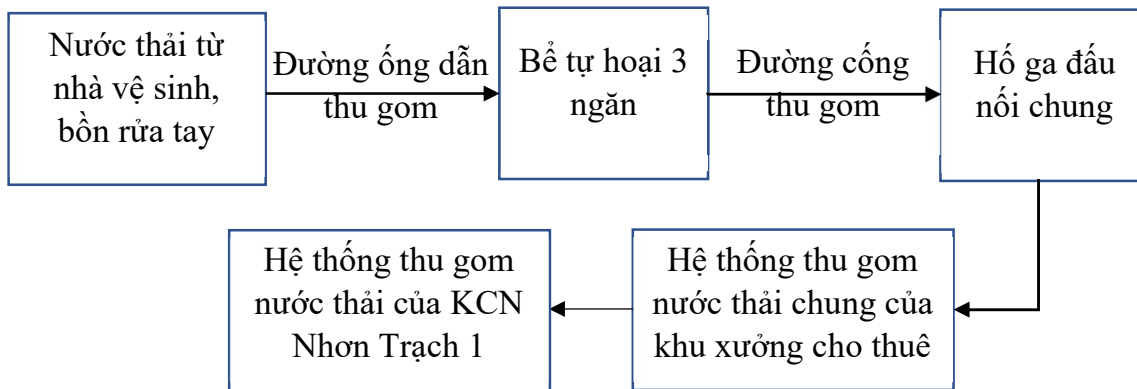 Nước thải từ
nhà vệ sinh,
bồn rửa tay
Đường ống dẫn
thu gom
Bể tự hoại 3
ngăn
Đường cống
thu gom
Hố ga đấu
nối chung
Hệ thống thu gom
nước thải chung của
khu xưởng cho thuê
Hệ thống thu gom
nước thải của KCN
Nhơn Trạch 1